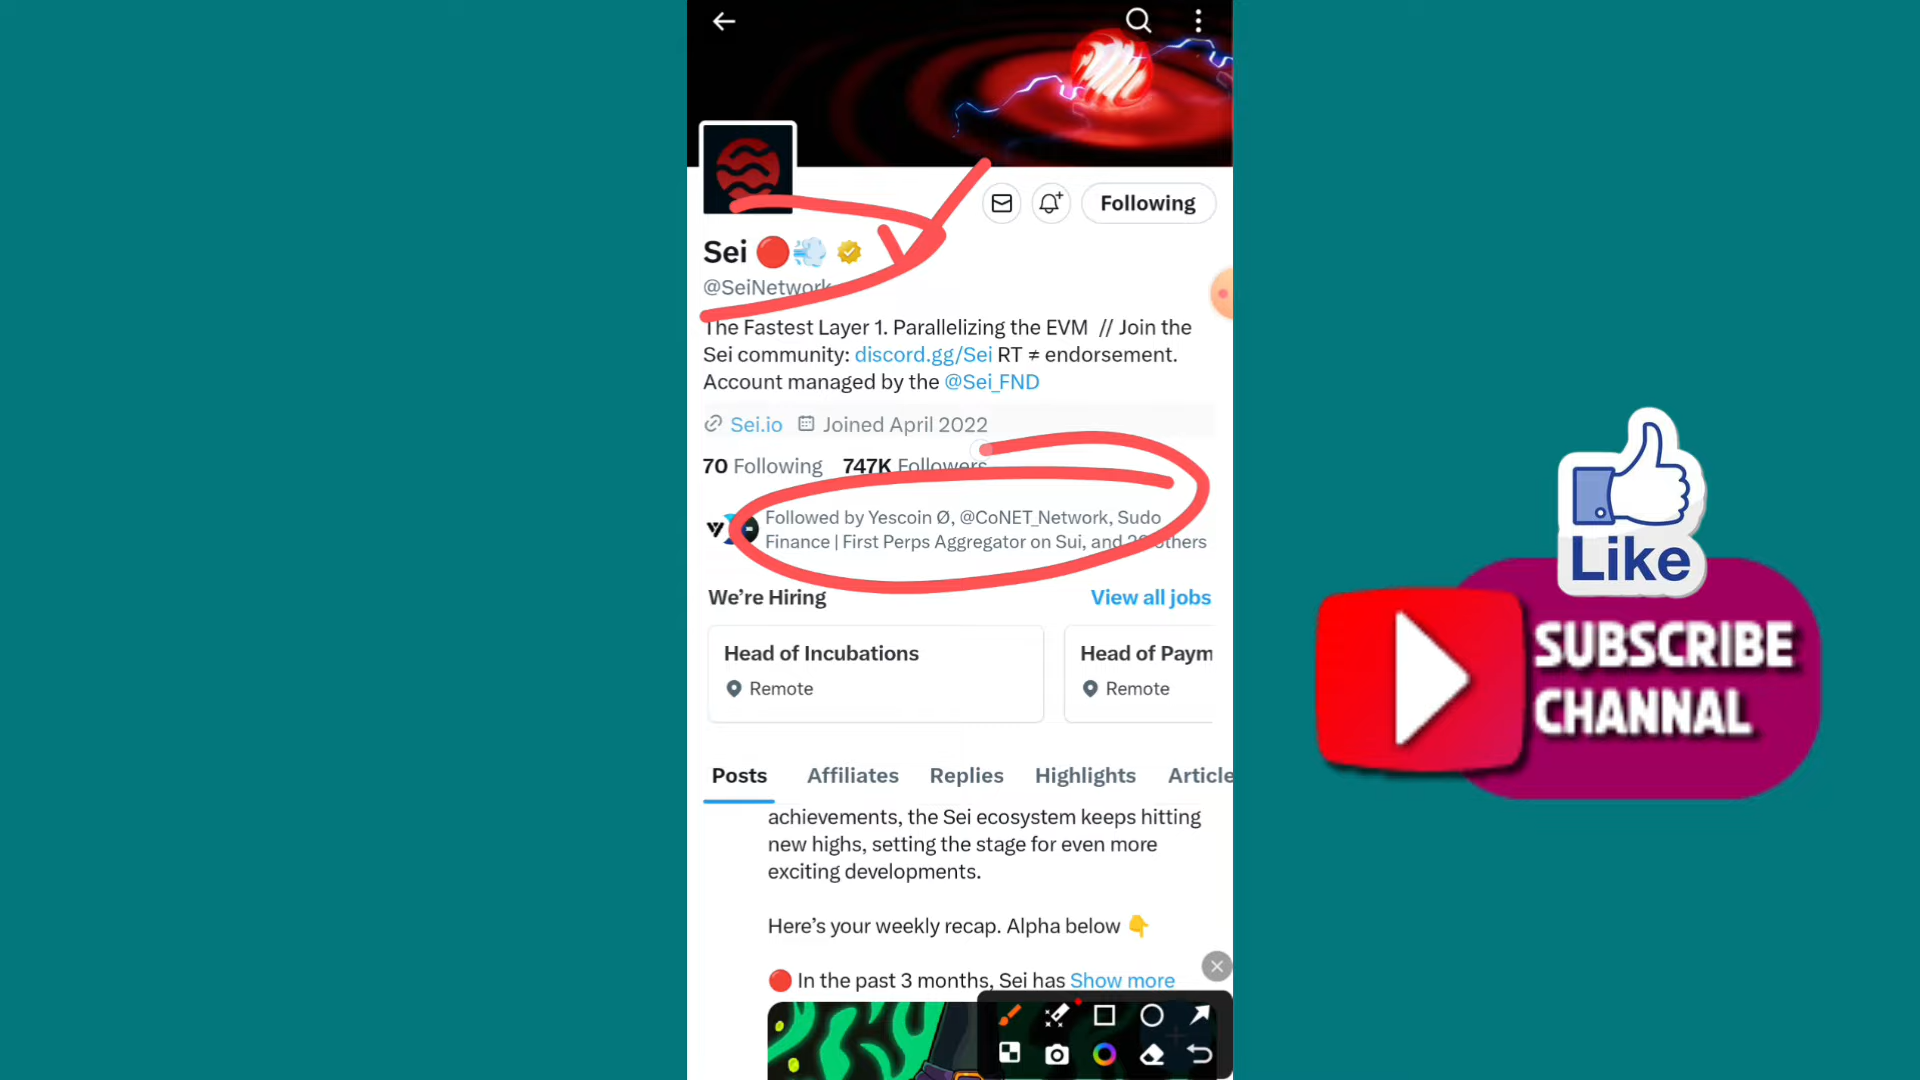 Following
Sei 🔴💨
@SeiNetwork
The Fastest Layer 1. Parallelizing the EVM // Join the
Sei community: discord.gg/Sei RT ≠ endorsement.
Account managed by the @Sei_FND
Sei.io Joined April 2022
70 Following 747K Followers
Followed by Yescoin Ø, @CoNET_Network, Sudo
Finance | First Perps Aggregator on Sui, and others
We’re Hiring
View all jobs
Head of Incubations
Remote
Head of Paym
Remote
Posts Affiliates Replies Highlights Article
achievements, the Sei ecosystem keeps hitting
new highs, setting the stage for even more
exciting developments.
Here’s your weekly recap. Alpha below 👇
🔴 In the past 3 months, Sei has Show more
Like
SUBSCRIBE
CHANNAL